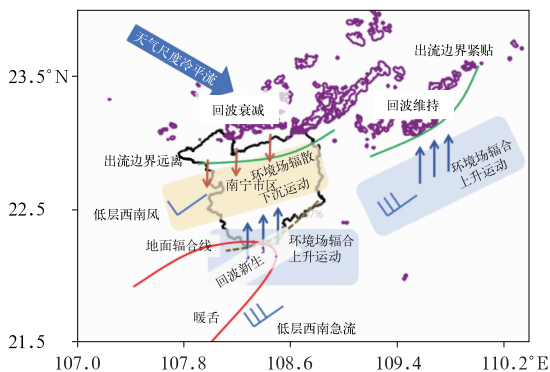 天气尺度冷平流
出流边界紧贴
23.5°N
回波衰减
回波维持
出流边界远离
环境场辐散
下沉运动
南宁市区
环境场辐合
上升运动
低层西南风
22.5
地面辐合线
环境场辐合
上升运动
回波新生
暖舌
低层西南急流
21.5
107.0
107.8
108.6
109.4
110.2°E